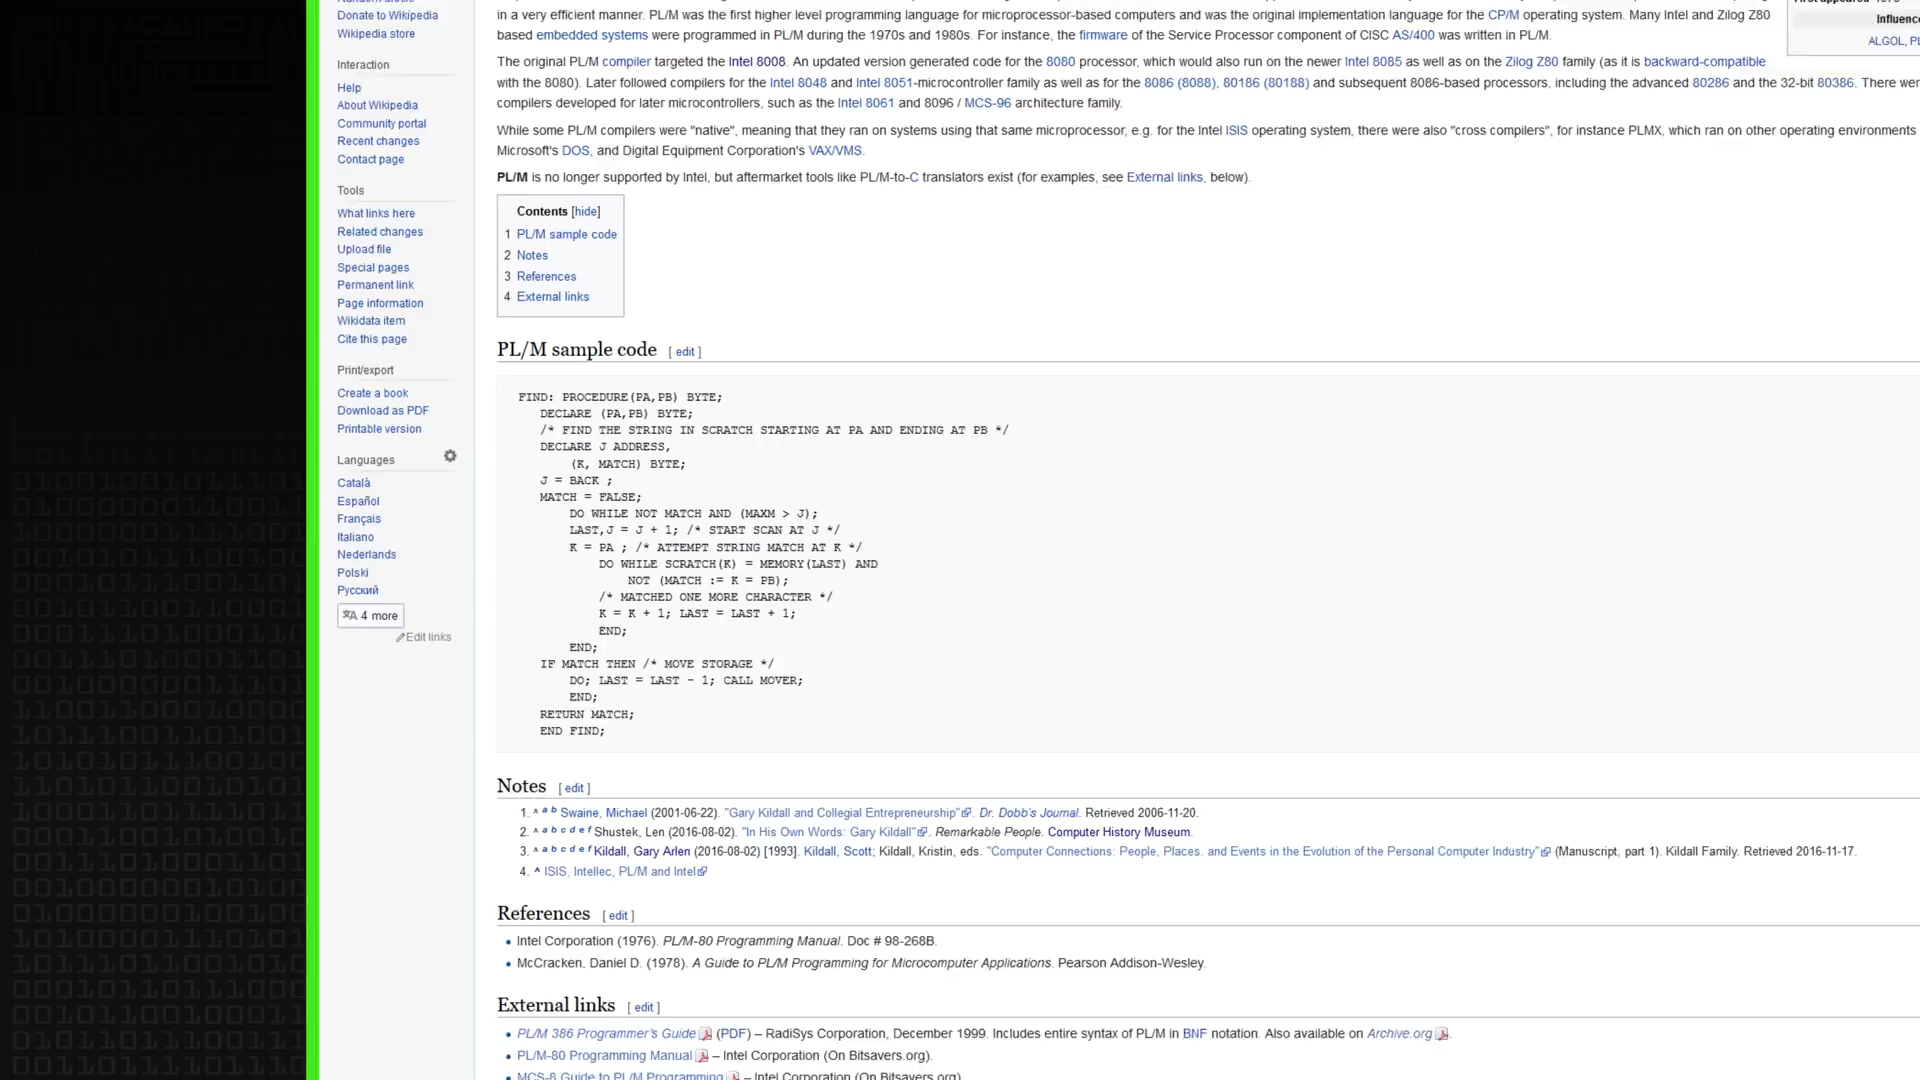 Donate to Wikipedia
Wikipedia store
Interaction
Help
About Wikipedia
Community portal
Recent changes
Contact page
Tools
What links here
Related changes
Upload file
Special pages
Permanent link
Page information
Wikidata item
Cite this page
Print/export
Create a book
Download as PDF
Printable version
Languages
Català
Español
Français
Italiano
Nederlands
Polski
Русский
4 more
Edit links
in a very efficient manner. PL/M was the first higher level programming language for microprocessor-based computers and was the original implementation language for the CP/M operating system. Many Intel and Zilog Z80
based embedded systems were programmed in PL/M during the 1970s and 1980s. For instance, the firmware of the Service Processor component of CISC AS/400 was written in PL/M.
The original PL/M compiler targeted the Intel 8008. An updated version generated code for the 8080 processor, which would also run on the newer Intel 8085 as well as on the Zilog Z80 family (as it is backward-compatible
with the 8080). Later followed compilers for the Intel 8048 and Intel 8051-microcontroller family as well as for the 8086 (8088), 80186 (80188) and subsequent 8086-based processors, including the advanced 80286 and the 32-bit 80386. There wer
compilers developed for later microcontrollers, such as the Intel 8061 and 8096 / MCS-96 architecture family.
While some PL/M compilers were "native", meaning that they ran on systems using that same microprocessor, e.g. for the Intel ISIS operating system, there were also "cross compilers", for instance PLMX, which ran on other operating environments
Microsoft's DOS, and Digital Equipment Corporation's VAX/VMS.
PL/M is no longer supported by Intel, but aftermarket tools like PL/M-to-C translators exist (for examples, see External links, below).
Influenc
ALGOL, PL
Contents [hide]
1 PL/M sample code
2 Notes
3 References
4 External links
PL/M sample code [ edit ]
FIND: PROCEDURE(PA,PB) BYTE;
DECLARE (PA,PB) BYTE;
/* FIND THE STRING IN SCRATCH STARTING AT PA AND ENDING AT PB */
DECLARE J ADDRESS,
(K, MATCH) BYTE;
J = BACK ;
MATCH = FALSE;
DO WHILE NOT MATCH AND (MAXM > J);
LAST,J = J + 1; /* START SCAN AT J */
K = PA ; /* ATTEMPT STRING MATCH AT K */
DO WHILE SCRATCH(K) = MEMORY(LAST) AND
NOT (MATCH := K = PB);
/* MATCHED ONE MORE CHARACTER */
K = K + 1; LAST = LAST + 1;
END;
END;
IF MATCH THEN /* MOVE STORAGE */
DO; LAST = LAST - 1; CALL MOVER;
END;
RETURN MATCH;
END FIND;
Notes [ edit ]
1. ^ a b Swaine, Michael (2001-06-22). "Gary Kildall and Collegial Entrepreneurship". Dr. Dobb's Journal. Retrieved 2006-11-20.
2. ^ a b c d e f Shustek, Len (2016-08-02). "In His Own Words: Gary Kildall". Remarkable People. Computer History Museum.
3. ^ a b c d e f Kildall, Gary Arlen (2016-08-02) [1993]. Kildall, Scott; Kildall, Kristin, eds. "Computer Connections: People, Places, and Events in the Evolution of the Personal Computer Industry" (Manuscript, part 1). Kildall Family. Retrieved 2016-11-17.
4. ^ ISIS, Intellec, PL/M and Intel
References [ edit ]
• Intel Corporation (1976). PL/M-80 Programming Manual. Doc # 98-268B.
• McCracken, Daniel D. (1978). A Guide to PL/M Programming for Microcomputer Applications. Pearson Addison-Wesley.
External links [ edit ]
• PL/M 386 Programmer's Guide (PDF) – RadiSys Corporation, December 1999. Includes entire syntax of PL/M in BNF notation. Also available on Archive.org.
• PL/M-80 Programming Manual – Intel Corporation (On Bitsavers.org).
• MCS-8 Guide to PL/M Programming – Intel Corporation (On Bitsavers.org)